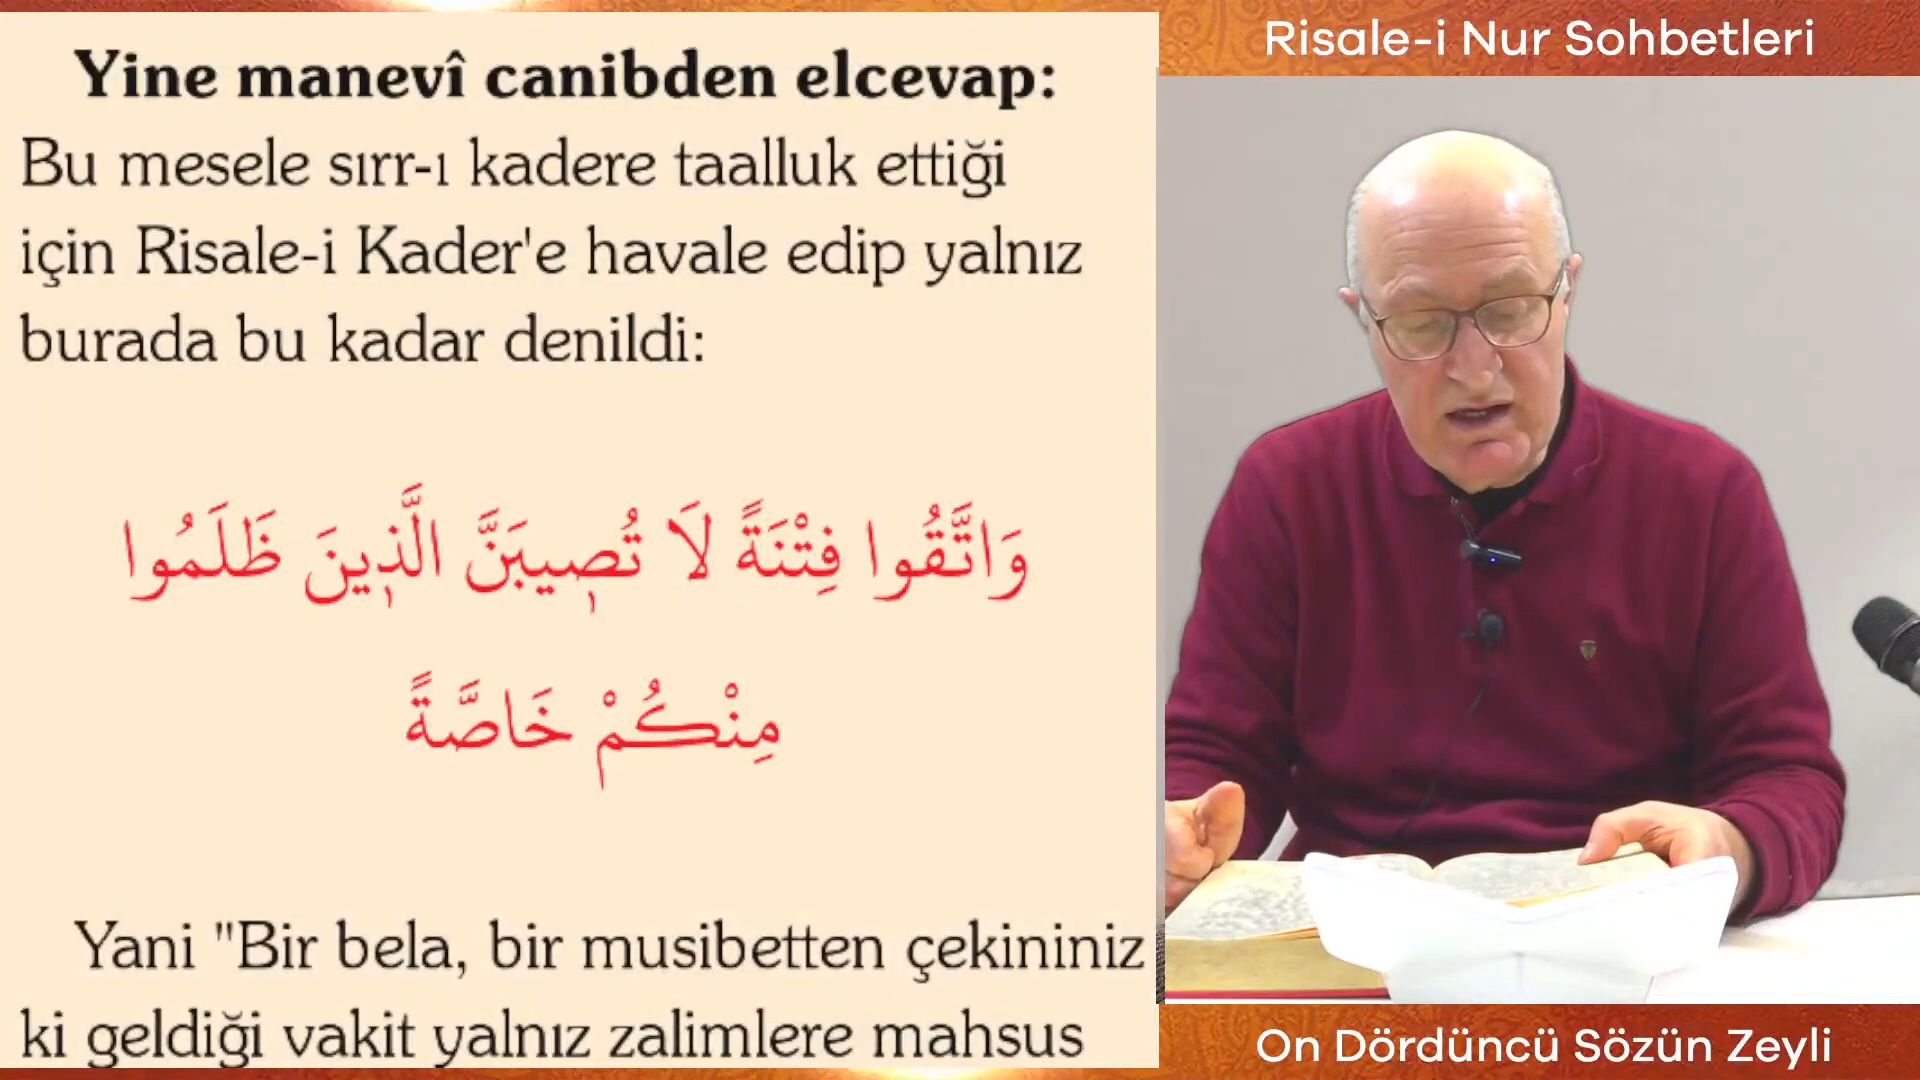 Yine manevî canibden elcevap:
Bu mesele sırr-ı kadere taalluk ettiği
için Risale-i Kader'e havale edip yalnız
burada bu kadar denildi:
وَاتَّقُوا فِتْنَةً لَا تُصٖيبَنَّ الَّذٖينَ ظَلَمُوا
مِنْكُمْ خَاصَّةً
Yani "Bir bela, bir musibetten çekininiz
ki geldiği vakit yalnız zalimlere mahsus
Risale-i Nur Sohbetleri
On Dördüncü Sözün Zeyli